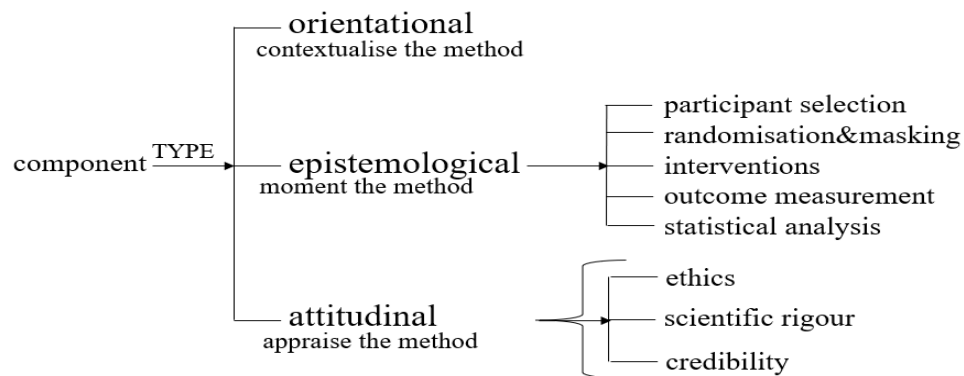 orientational
contextualise the method
component
TYPE
epistemological
moment the method
participant selection
randomisation&masking
interventions
outcome measurement
statistical analysis
attitudinal
appraise the method
ethics
scientific rigour
credibility